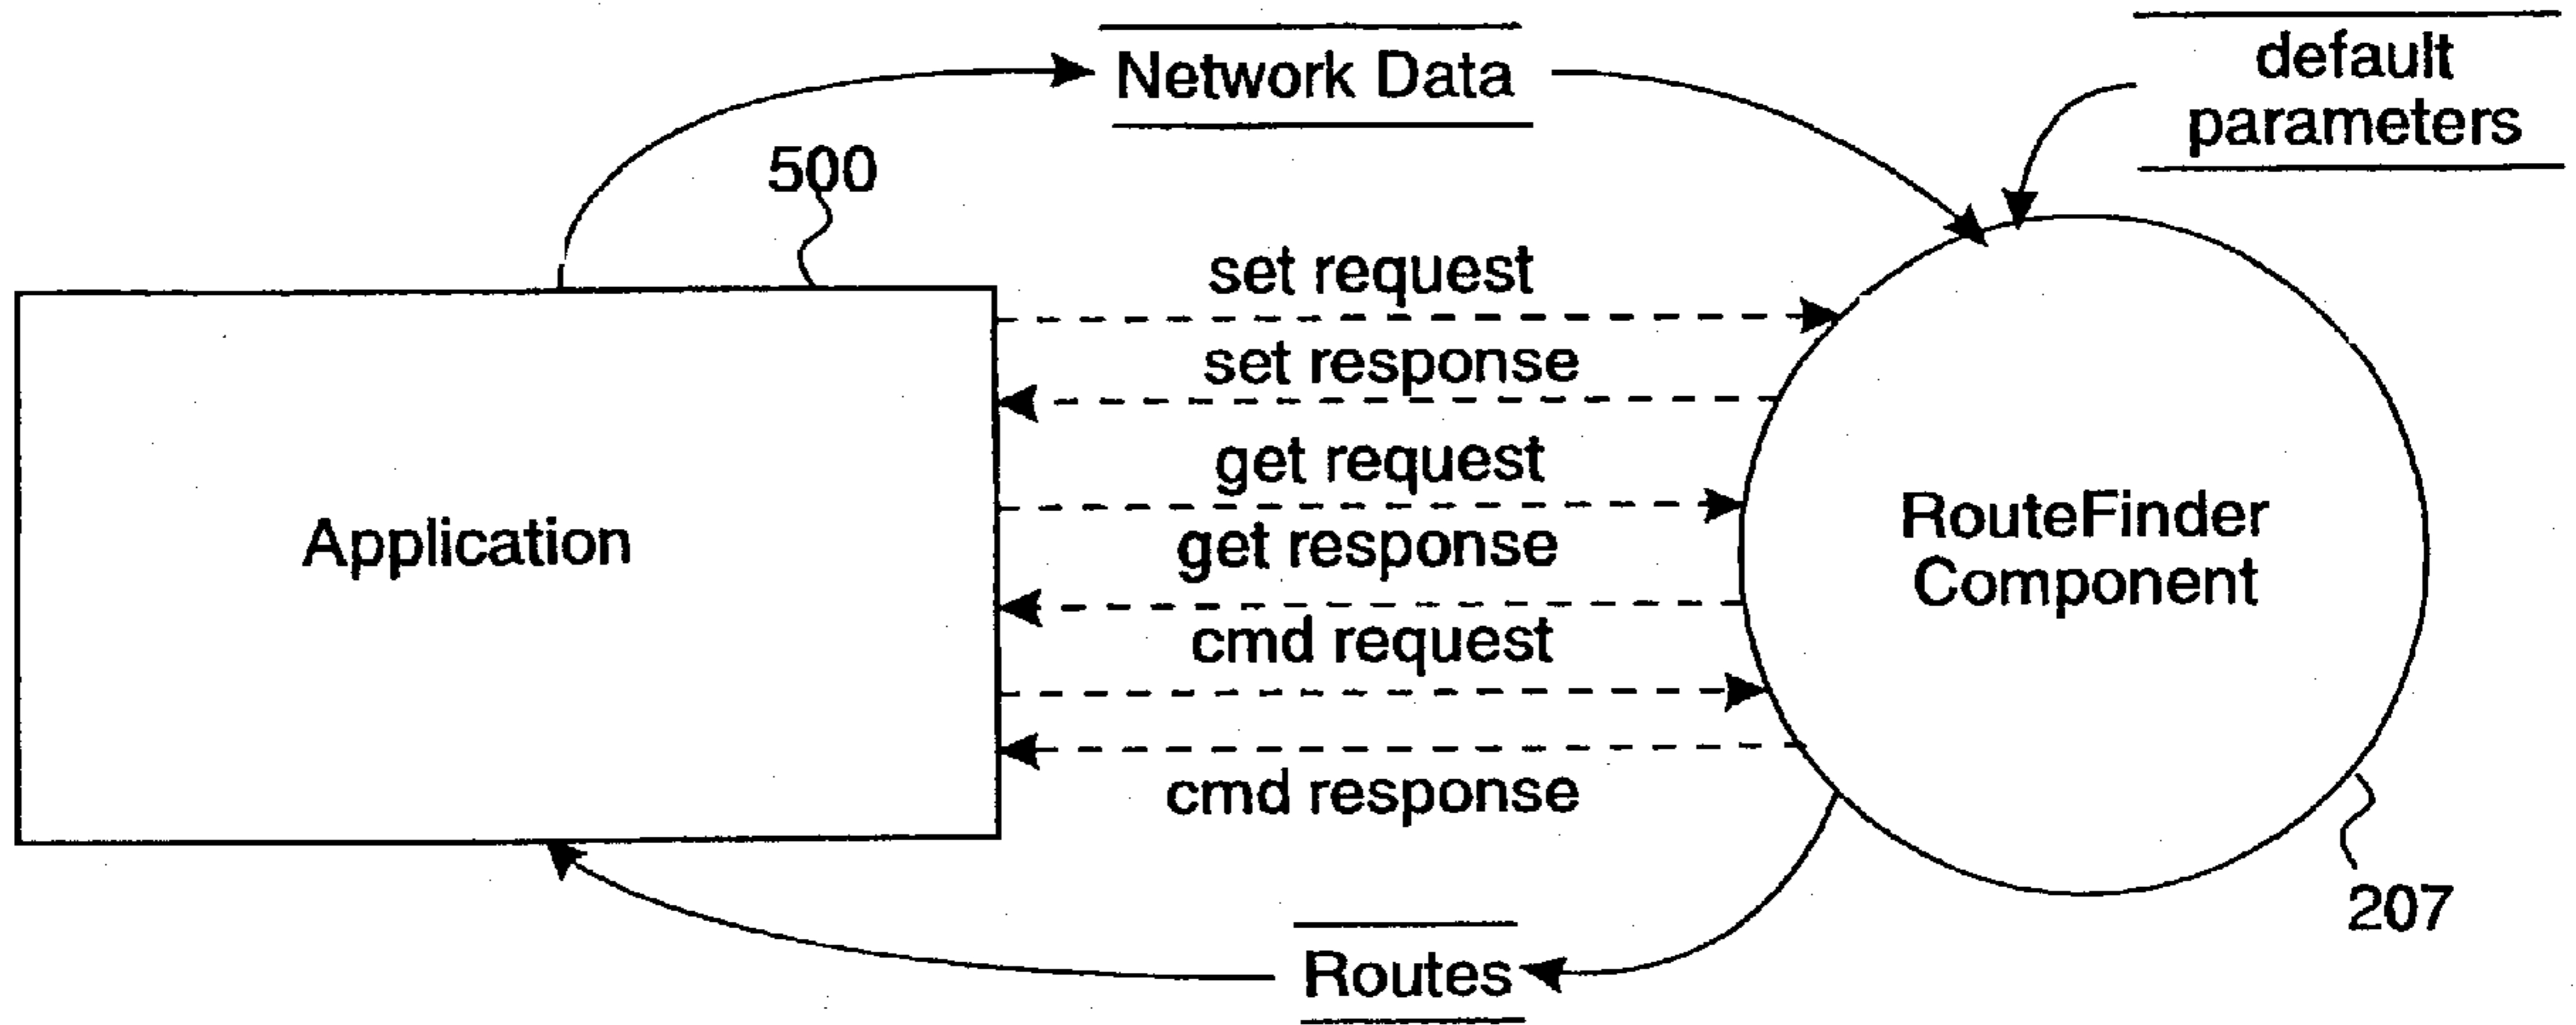 Network Data
default
parameters
500
set request
set response
get request
get response
cmd request
cmd response
Application
RouteFinder
Component
207
Routes